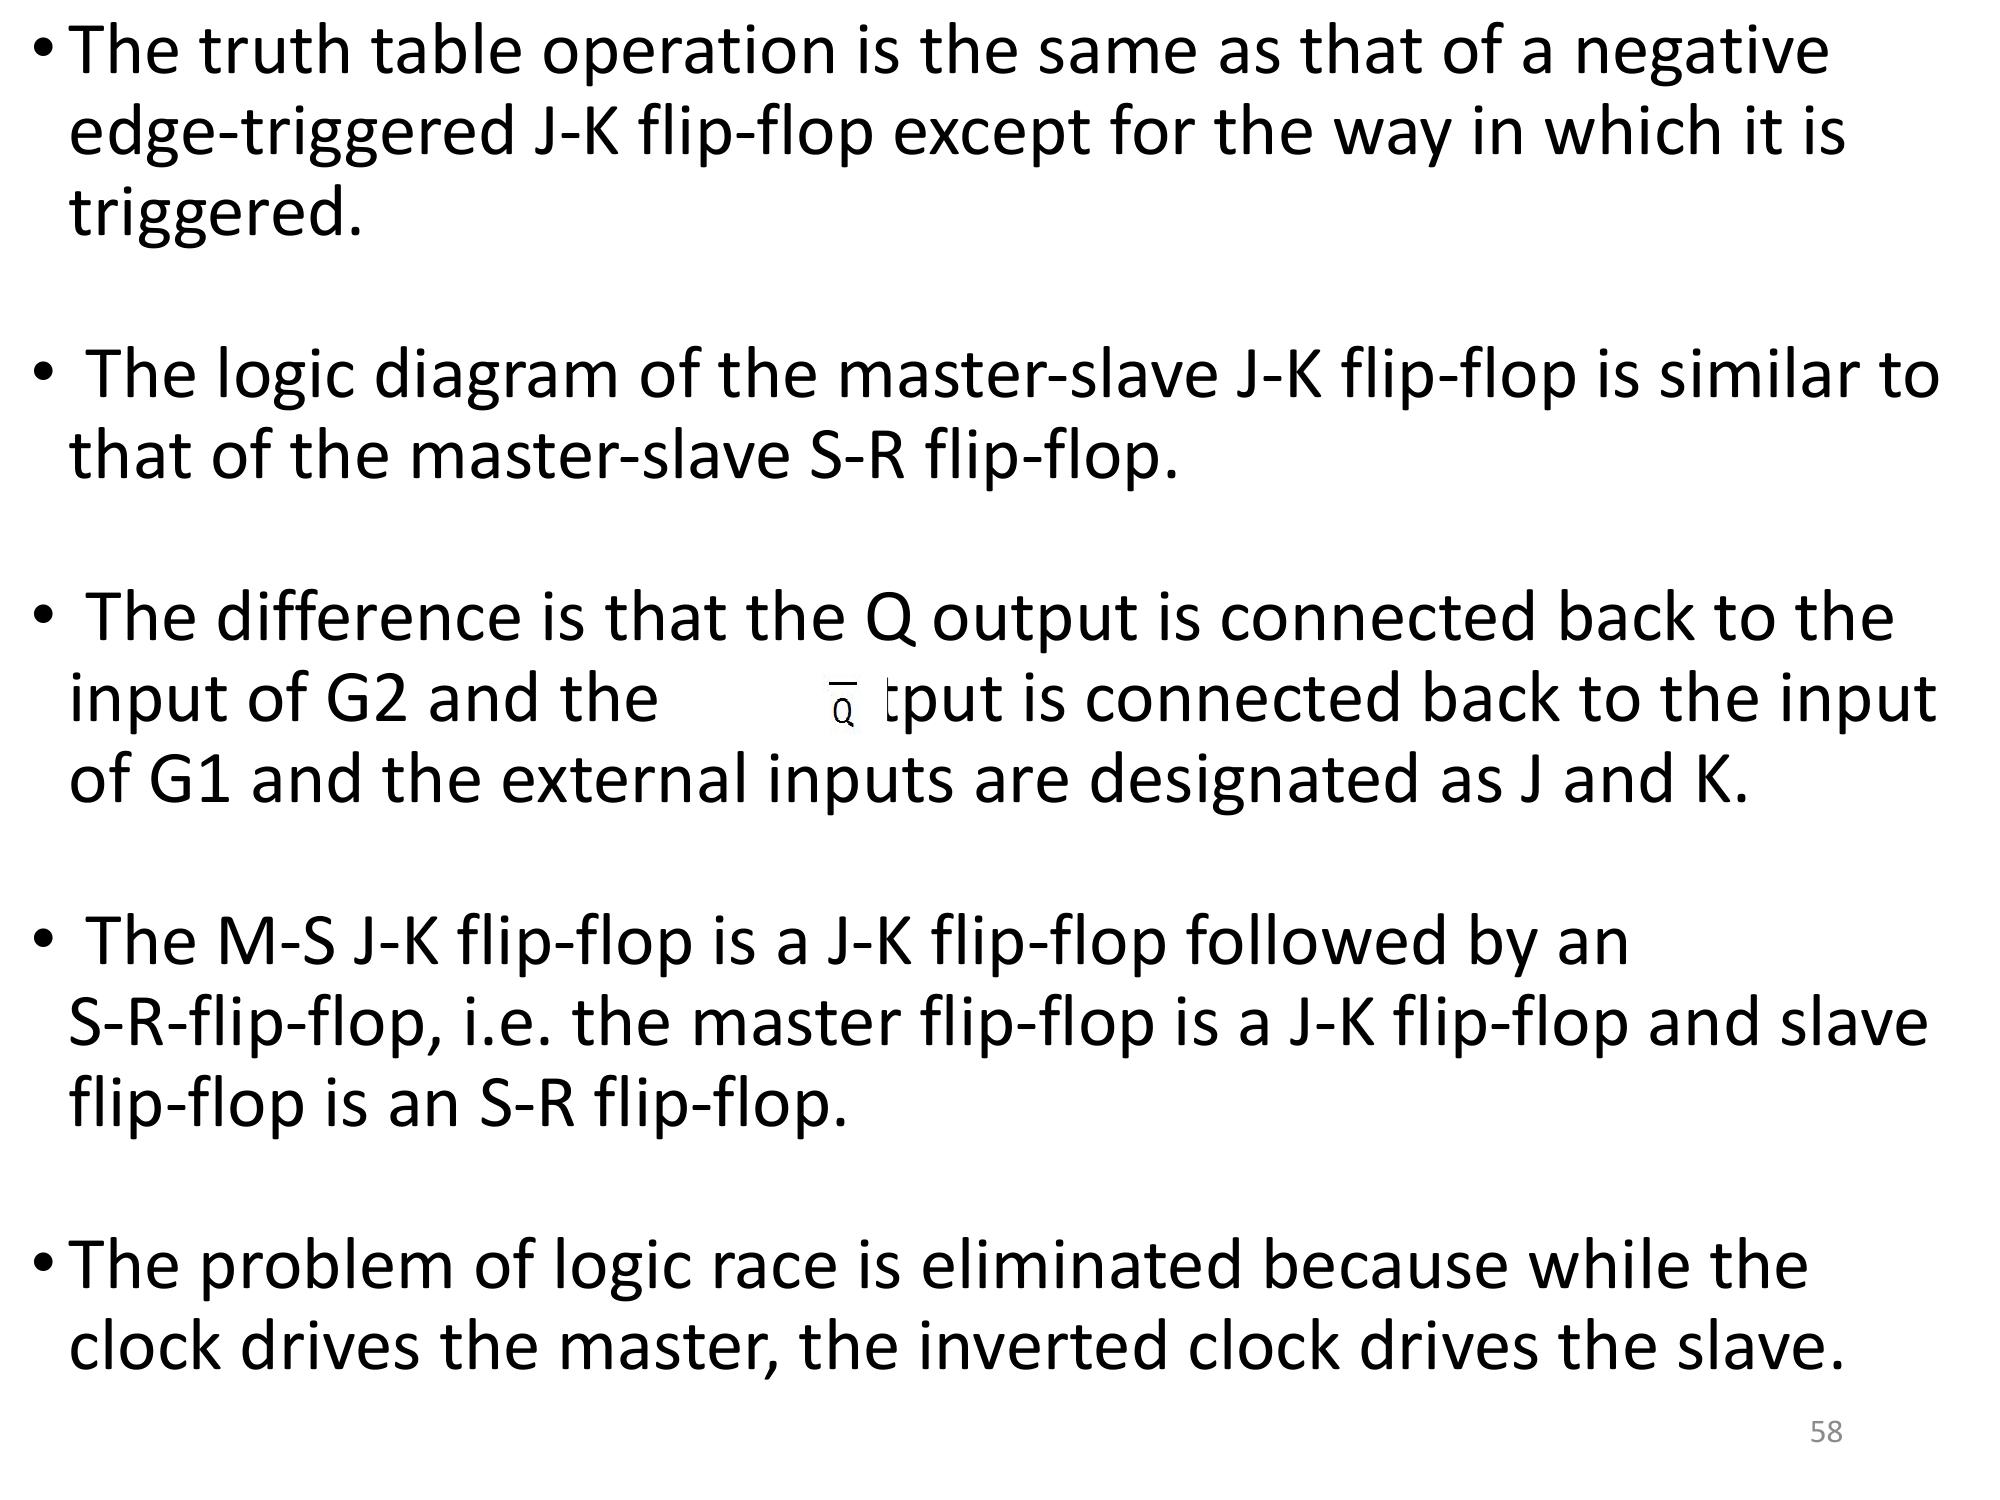 • The truth table operation is the same as that of a negative
edge-triggered J-K flip-flop except for the way in which it is
triggered.
• The logic diagram of the master-slave J-K flip-flop is similar to
that of the master-slave S-R flip-flop.
• The difference is that the Q output is connected back to the
input of G2 and the Q̅ tput is connected back to the input
of G1 and the external inputs are designated as J and K.
• The M-S J-K flip-flop is a J-K flip-flop followed by an
S-R-flip-flop, i.e. the master flip-flop is a J-K flip-flop and slave
flip-flop is an S-R flip-flop.
• The problem of logic race is eliminated because while the
clock drives the master, the inverted clock drives the slave.
58